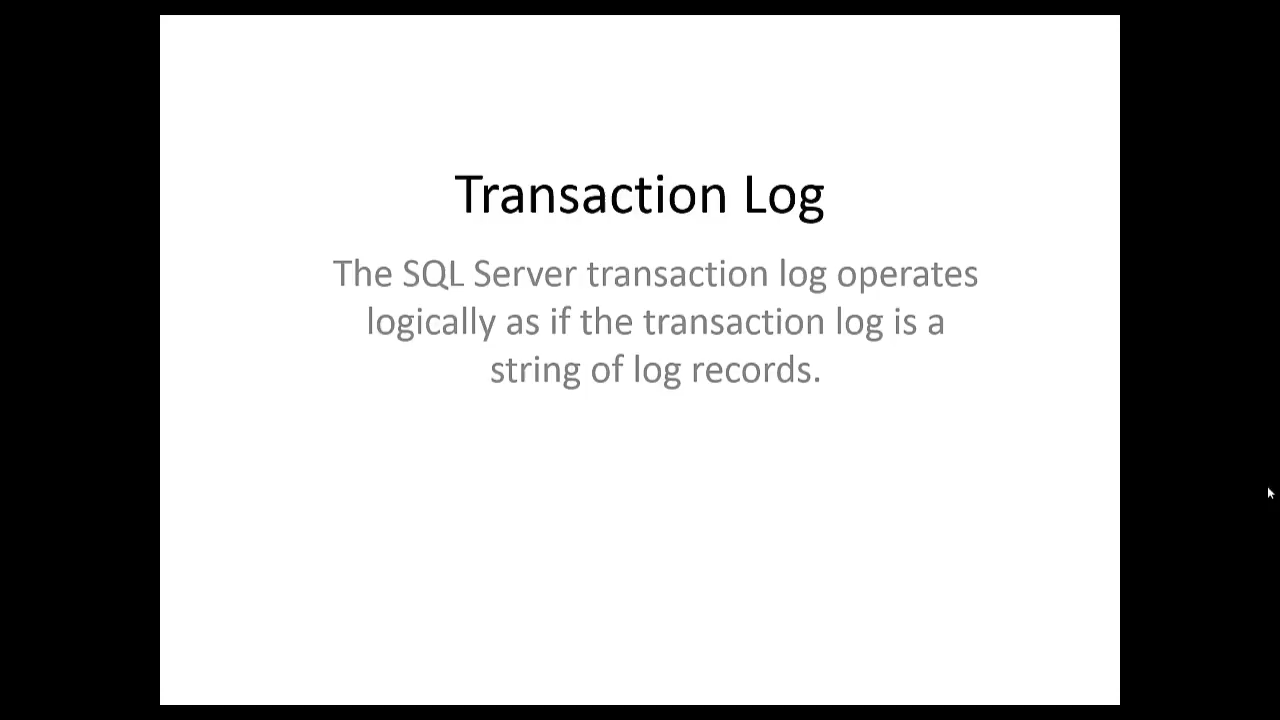 Transaction Log
The SQL Server transaction log operates
logically as if the transaction log is a
string of log records.